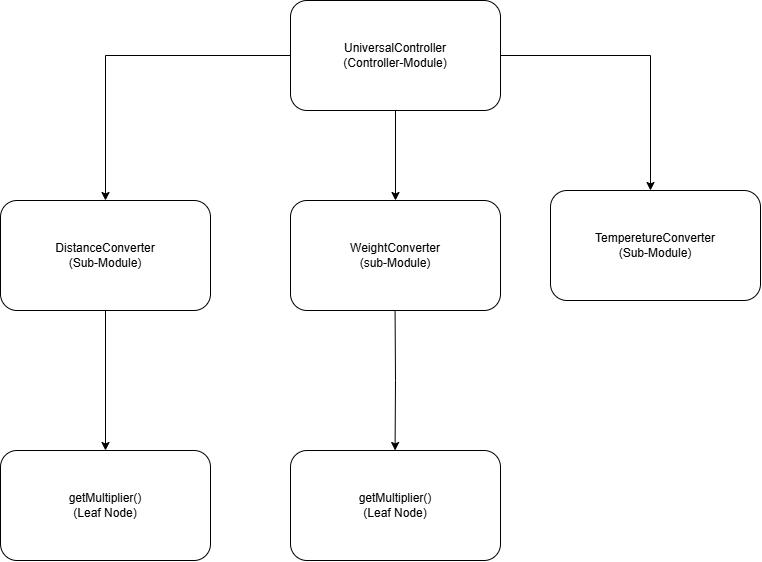 UniversalController
(Controller-Module)
DistanceConverter
(Sub-Module)
WeightConverter
(sub-Module)
TemperetureConverter
(Sub-Module)
getMultiplier()
(Leaf Node)
getMultiplier()
(Leaf Node)